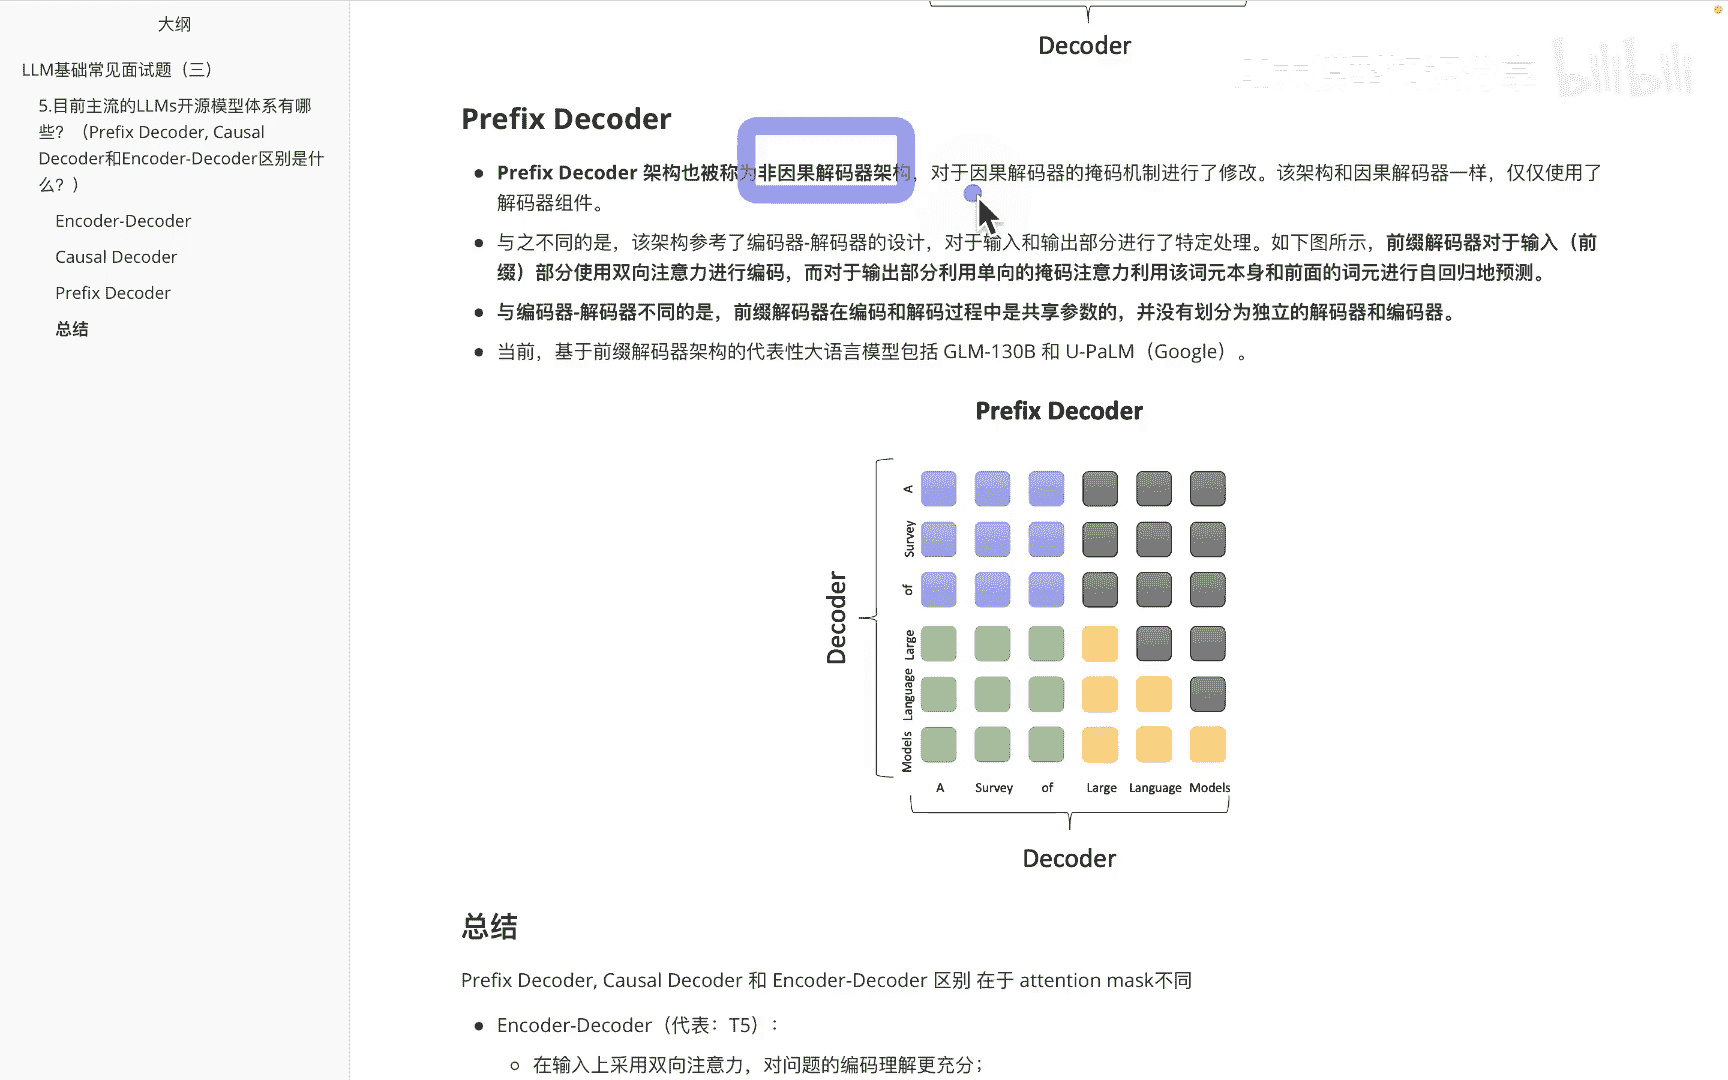 大纲
LLM基础常见面试题（三）
5.目前主流的LLMs开源模型体系有哪
些？（Prefix Decoder, Causal
Decoder和Encoder-Decoder区别是什
么？）
Encoder-Decoder
Causal Decoder
Prefix Decoder
总结
Decoder
bilibili
Prefix Decoder
Prefix Decoder 架构也被称为非因果解码器架构，对于因果解码器的掩码机制进行了修改。该架构和因果解码器一样，仅仅使用了
解码器组件。
与之不同的是，该架构参考了编码器-解码器的设计，对于输入和输出部分进行了特定处理。如下图所示，前缀解码器对于输入（前
缀）部分使用双向注意力进行编码，而对于输出部分利用单向的掩码注意力利用该词元本身和前面的词元进行自回归地预测。
与编码器-解码器不同的是，前缀解码器在编码和解码过程中是共享参数的，并没有划分为独立的解码器和编码器。
当前，基于前缀解码器架构的代表性大语言模型包括 GLM-130B 和 U-PaLM（Google）。
Prefix Decoder
Decoder
A
Survey
of
Large
Language
Models
A Survey of Large Language Models
Decoder
总结
Prefix Decoder, Causal Decoder 和 Encoder-Decoder 区别 在于 attention mask不同
Encoder-Decoder（代表：T5）：
在输入上采用双向注意力，对问题的编码理解更充分；